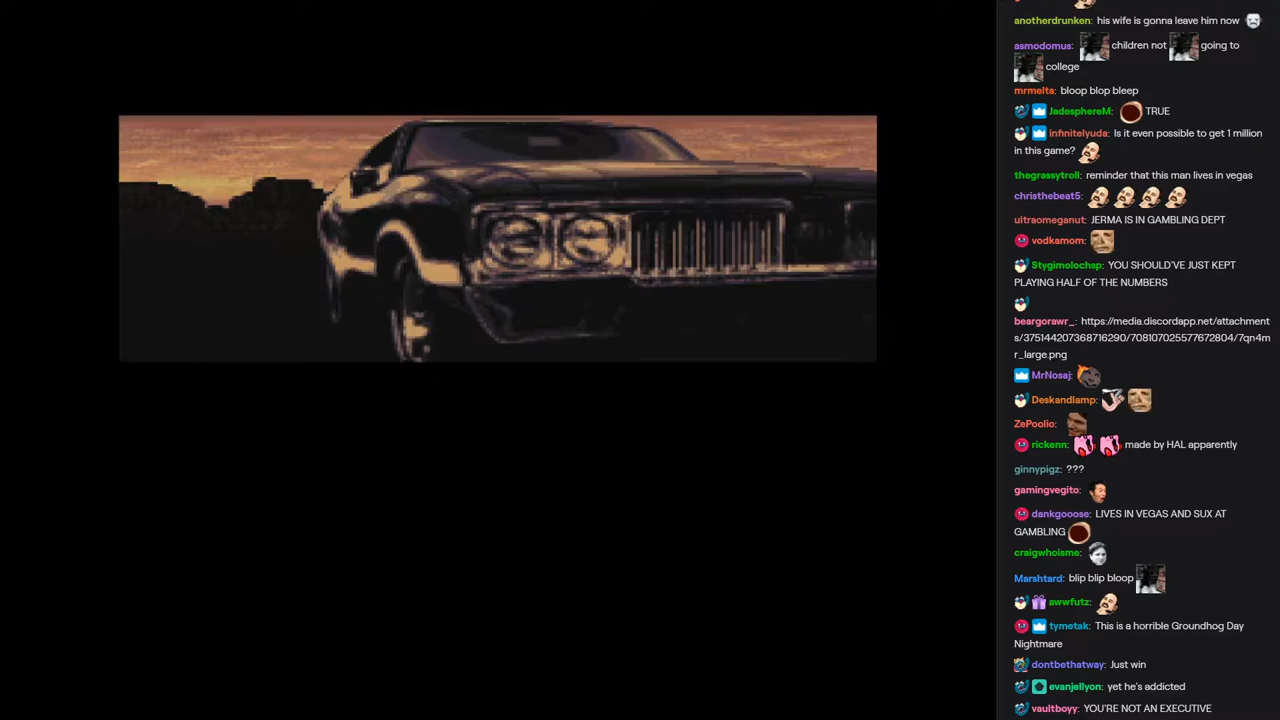 anotherdrunken: his wife is gonna leave him now
asmodomus: children not going to
college
mrmelta: bloop blop bleep
JadesphereM: TRUE
infinitelyuda: Is it even possible to get 1 million
in this game?
thegrassytroll: reminder that this man lives in vegas
christhebeat5:
ultraomeganut: JERMA IS IN GAMBLING DEPT
vodkamom:
Stygimolochsp: YOU SHOULD'VE JUST KEPT
PLAYING HALF OF THE NUMBERS
beargorawr_: https://media.discordapp.net/attachment
s/375144207368716290/708107025577672804/7qn4m
r_large.png
MrNosaj:
Deskandlamp:
ZePoolio:
rickenn: made by HAL apparently
ginnypigz: ???
gamingvegito:
dankgooose: LIVES IN VEGAS AND SUX AT
GAMBLING
craigwhoisme:
Marshtard: blip blip bloop
awwfutz:
tymetak: This is a horrible Groundhog Day
Nightmare
dontbethatway: Just win
evanjellyon: yet he's addicted
vaultboyy: YOU'RE NOT AN EXECUTIVE